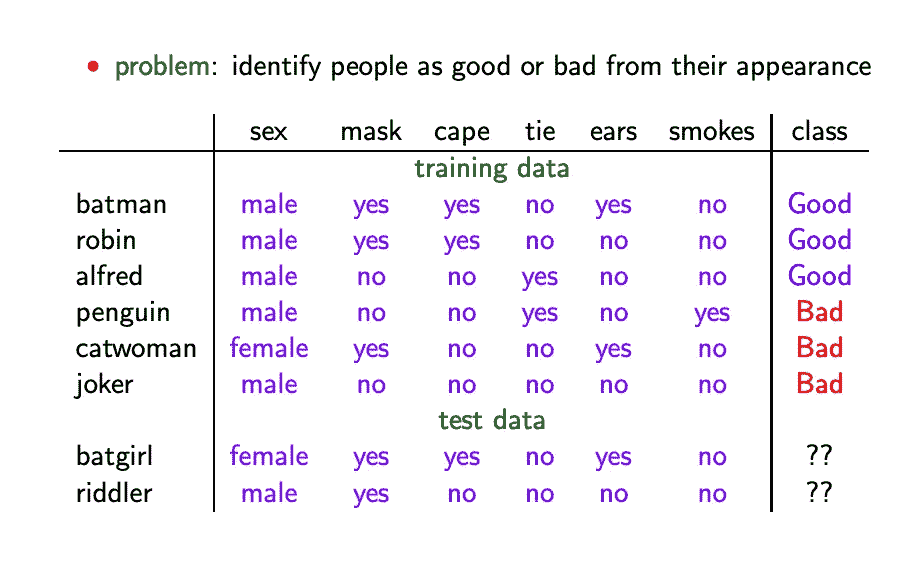 • problem: identify people as good or bad from their appearance
sex mask cape tie ears smokes class
training data
batman male yes yes no yes no Good
robin male yes yes no no no Good
alfred male no no yes no no Good
penguin male no no yes no yes Bad
catwoman female yes no no yes no Bad
joker male no no no no no Bad
test data
batgirl female yes yes no yes no ??
riddler male yes no no no no ??